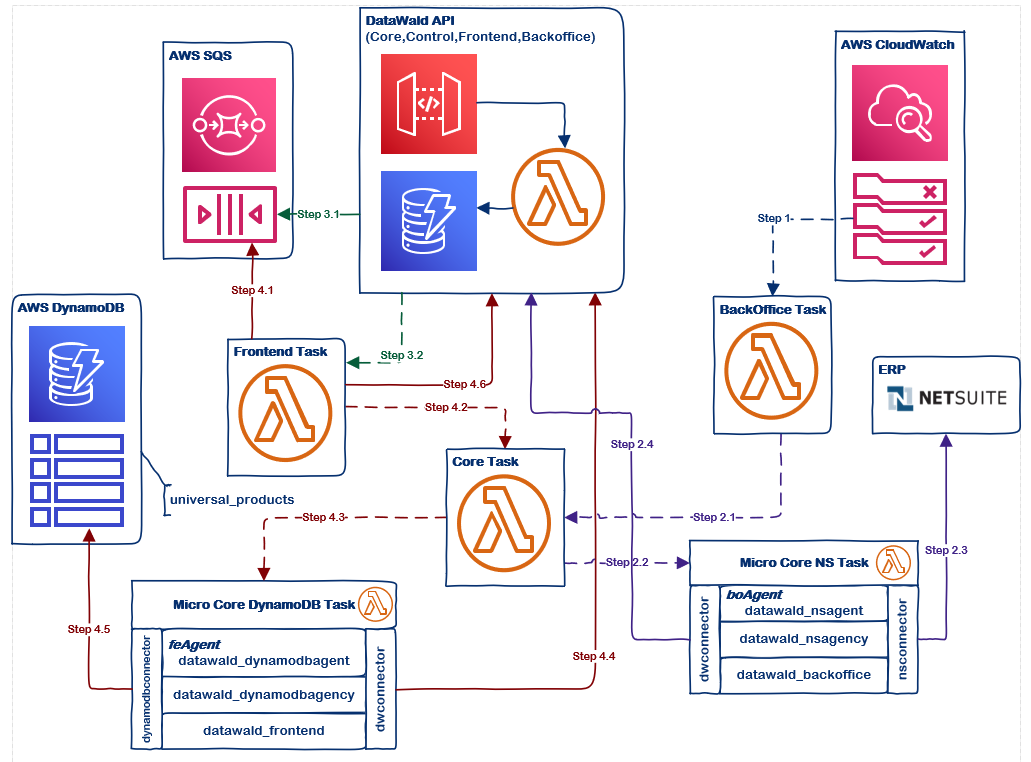 DataWald API
(Core,Control,Frontend,Backoffice)
AWS SQS
AWS CloudWatch
</>
Step 3.1
Step 1
Step 4.1
AWS DynamoDB
BackOffice Task
Frontend Task
Step 3.2
ERP
NETSUITE
Step 4.6
Step 4.2
Step 2.4
Core Task
universal_products
Step 4.3
Step 2.1
Step 2.2
Step 2.3
Micro Core NS Task
dwconnector
boAgent
datawald_nsagent
datawald_nsagency
datawald_backoffice
nsconnector
Micro Core DynamoDB Task
Step 4.5
Step 4.4
dynamodbconnector
feAgent
datawald_dynamodbagent
datawald_dynamodbagency
datawald_frontend
dwconnector